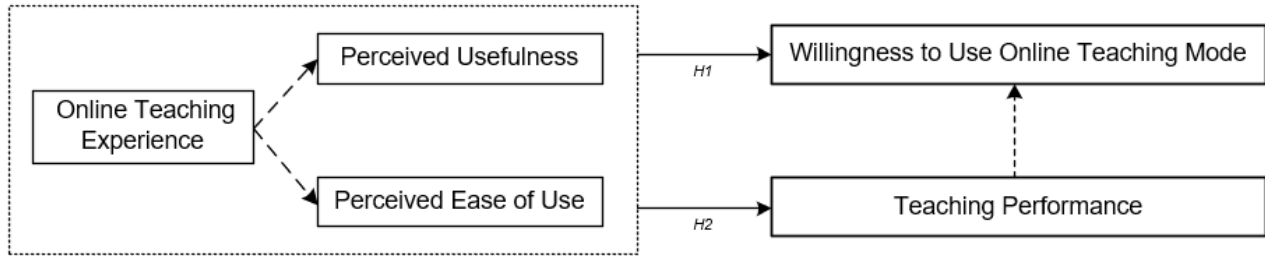 Perceived Usefulness
Willingness to Use Online Teaching Mode
H1
Online Teaching
Experience
Perceived Ease of Use
Teaching Performance
H2